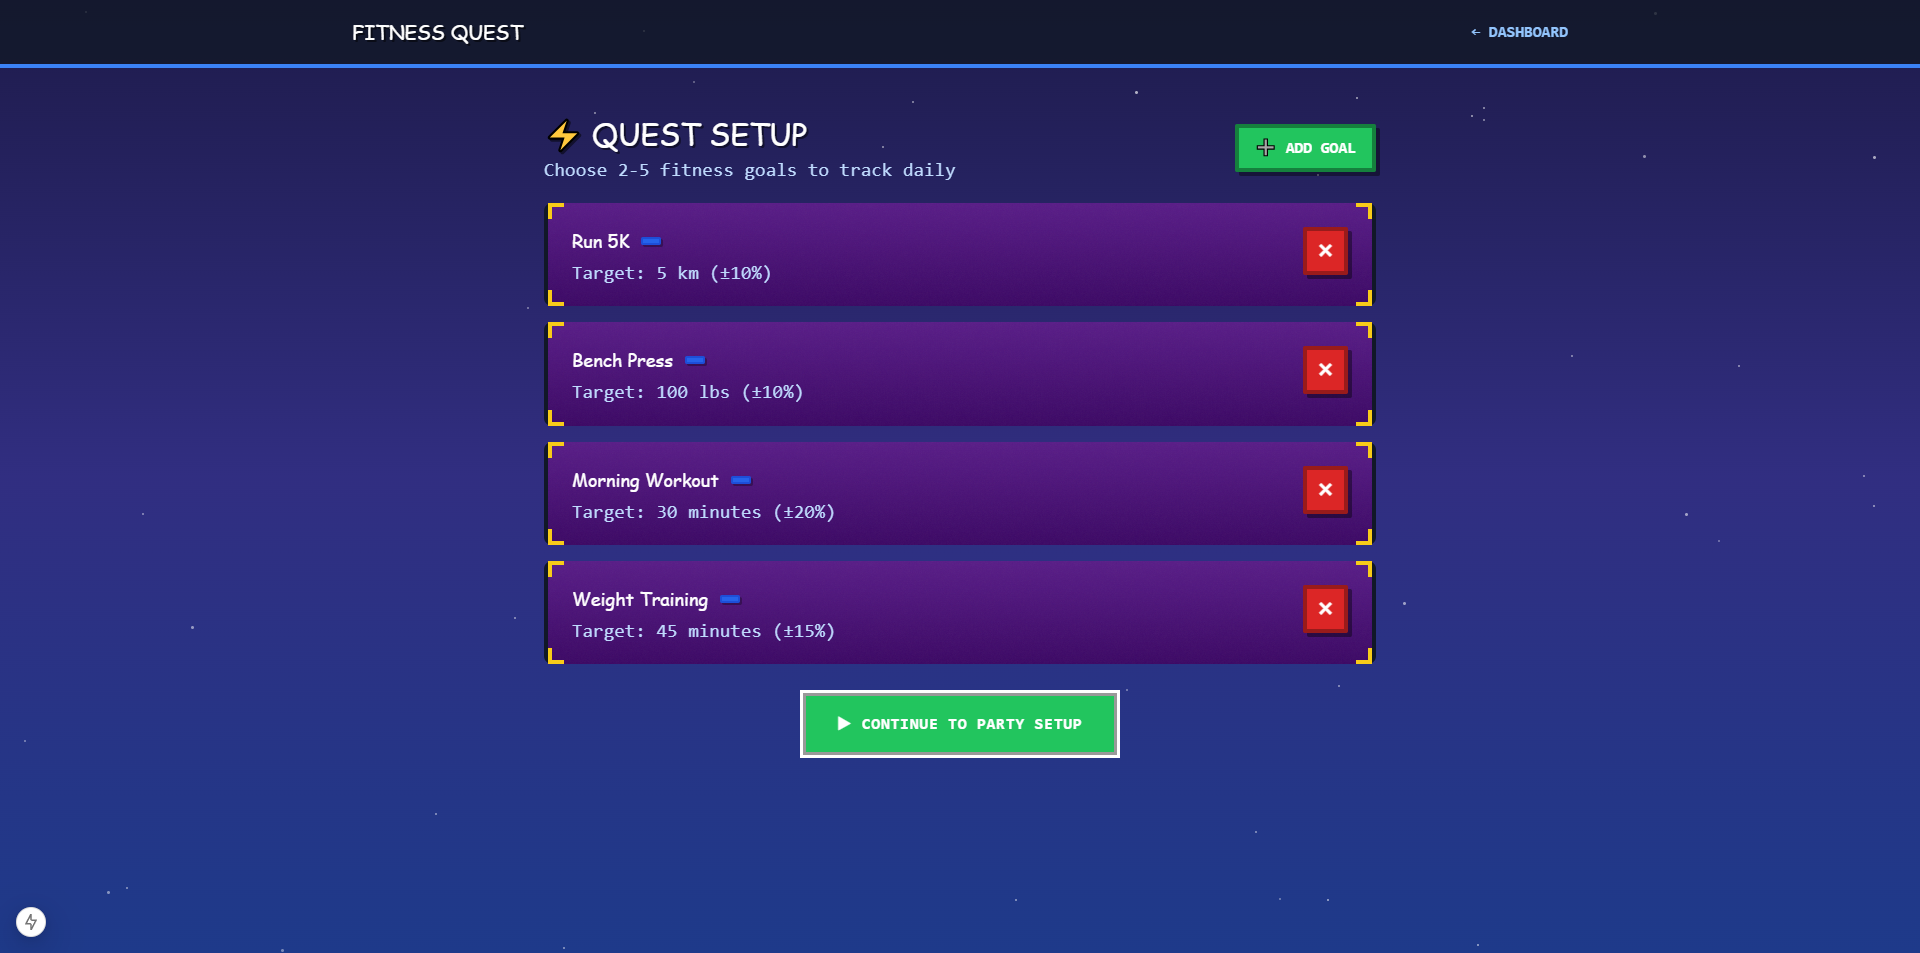 FITNESS QUEST
← DASHBOARD
⚡ QUEST SETUP
Choose 2-5 fitness goals to track daily
➕ ADD GOAL
Run 5K
Target: 5 km (±10%)
Bench Press
Target: 100 lbs (±10%)
Morning Workout
Target: 30 minutes (±20%)
Weight Training
Target: 45 minutes (±15%)
▶ CONTINUE TO PARTY SETUP